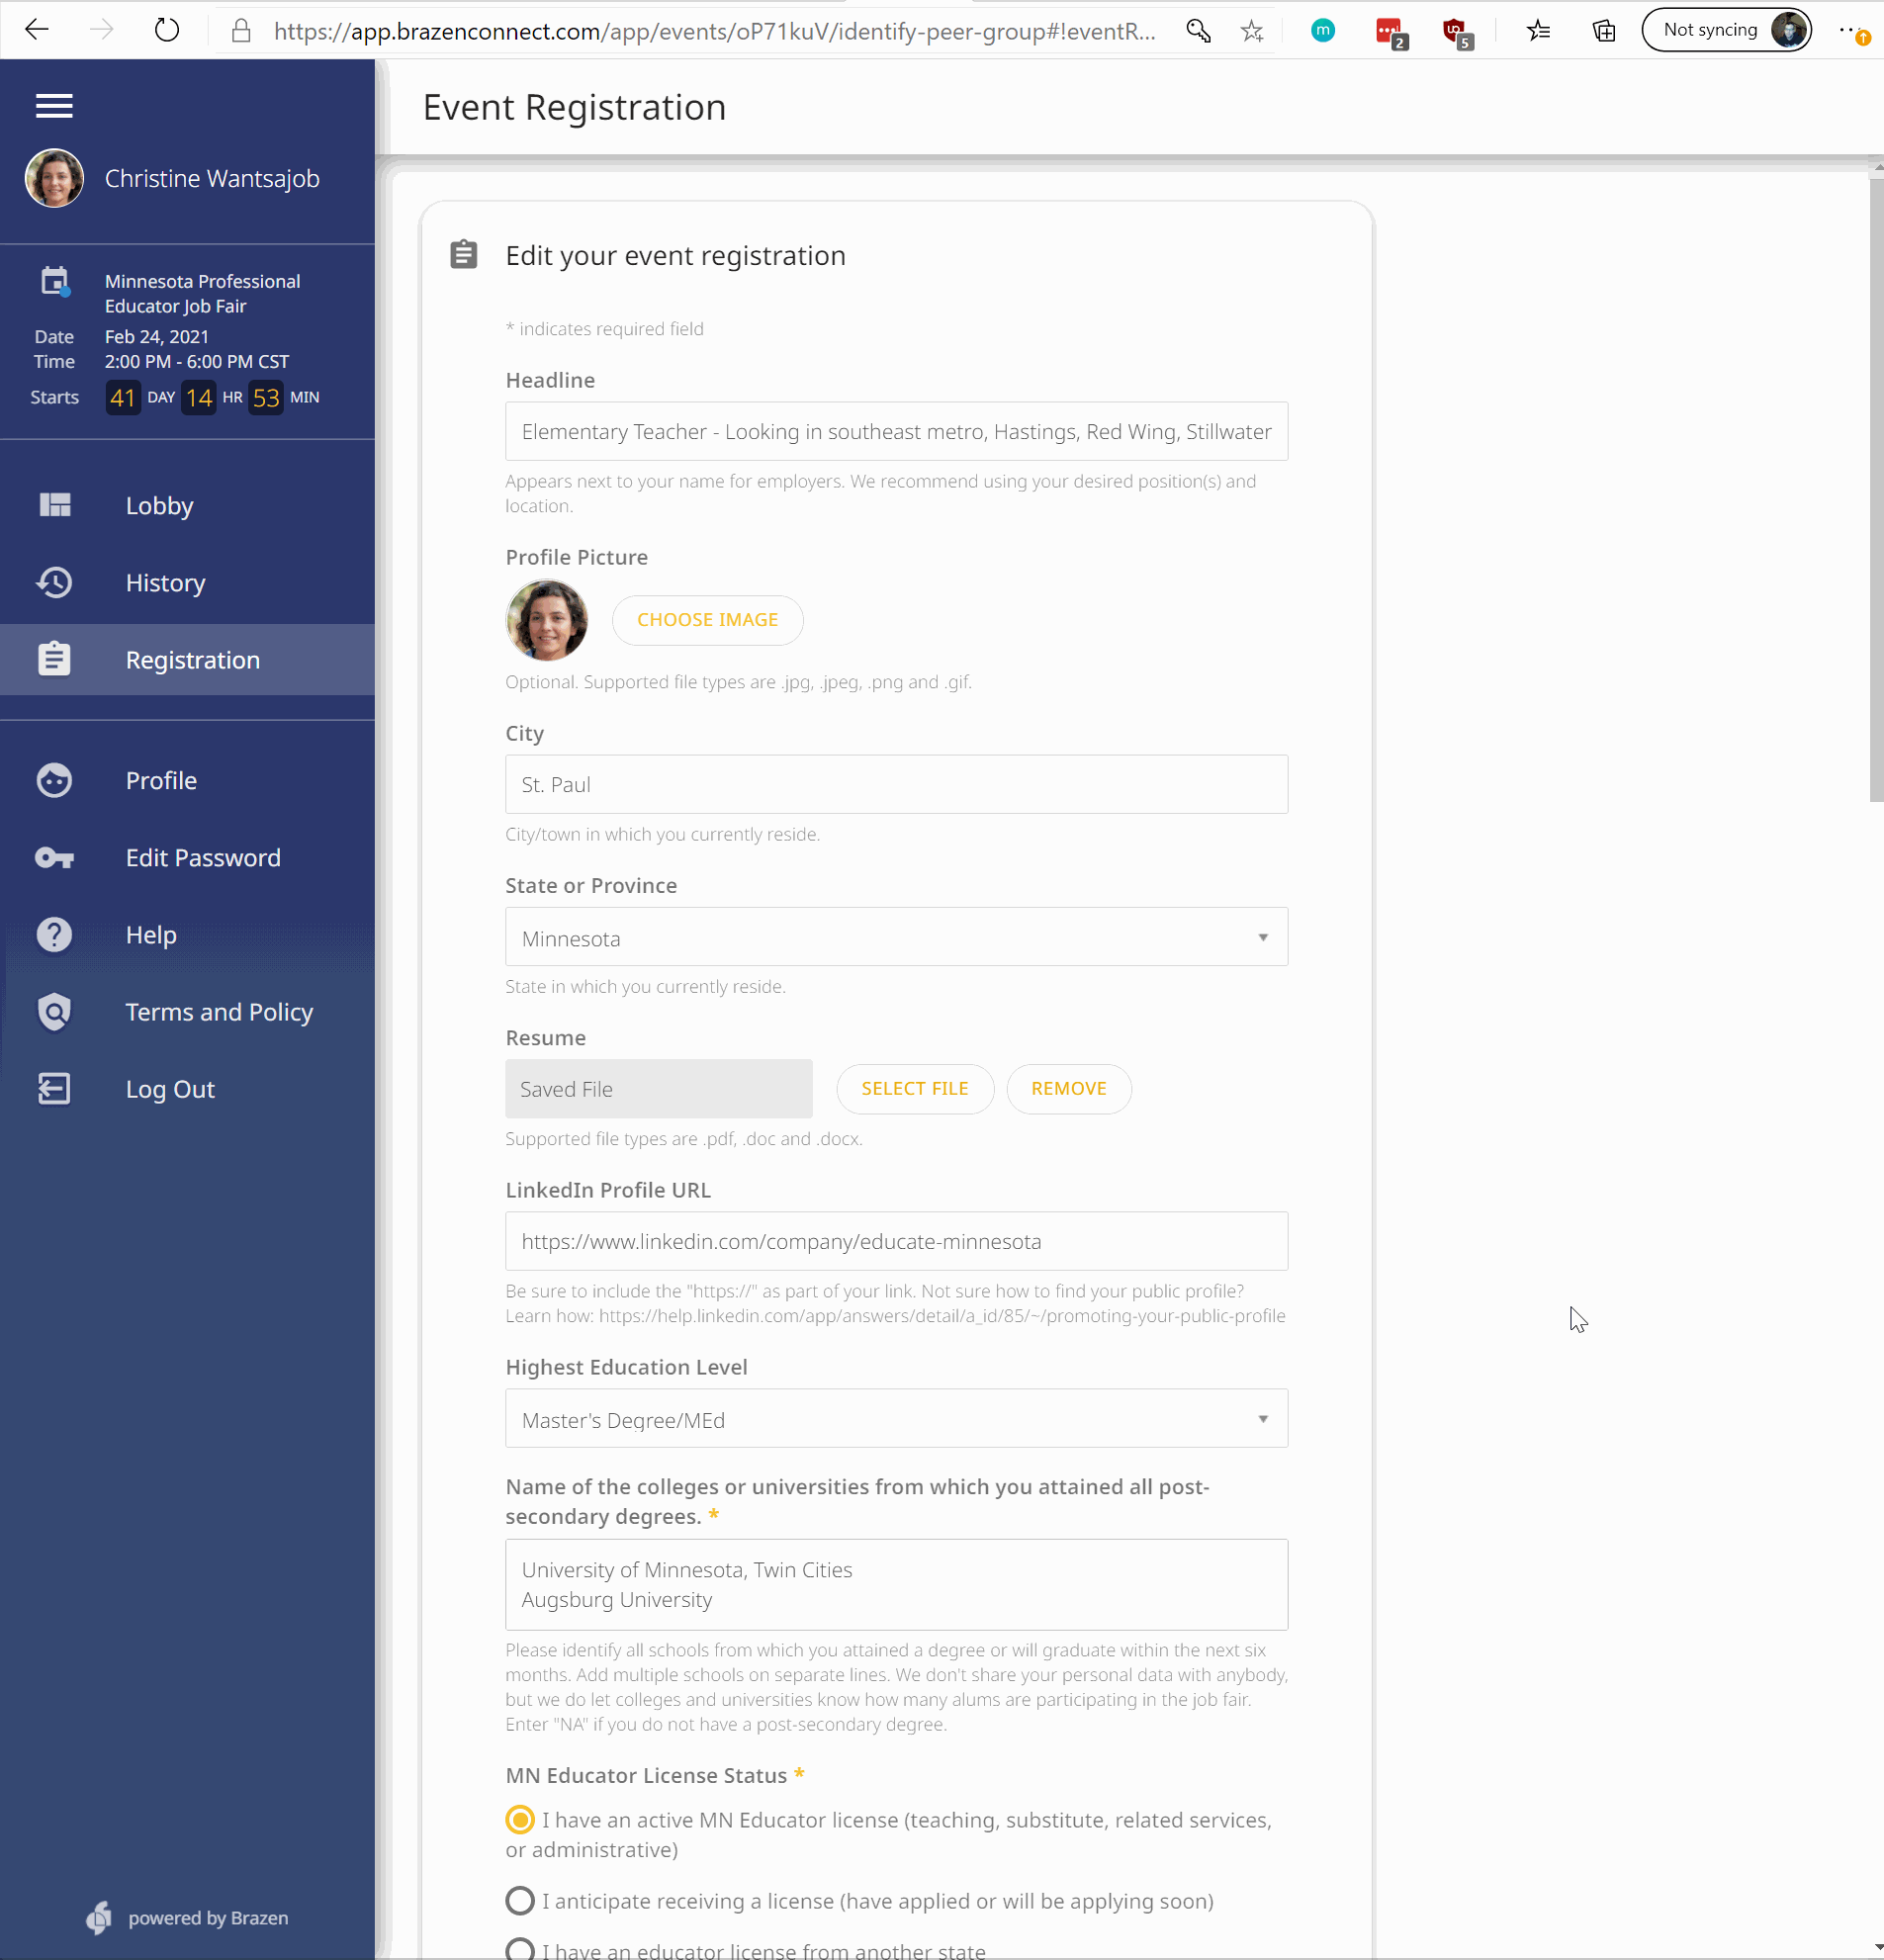 https://app.brazenconnect.com/app/events/oP71kuV/identify-peer-group#!eventR...
m
2
5
Not syncing
Event Registration
Christine Wantsajob
Minnesota Professional
Educator Job Fair
Date Feb 24, 2021
Time 2:00 PM - 6:00 PM CST
Starts 41 DAY 14 HR 53 MIN
Lobby
History
Registration
Profile
Edit Password
Help
Terms and Policy
Log Out
powered by Brazen
Edit your event registration
* indicates required field
Headline
Elementary Teacher - Looking in southeast metro, Hastings, Red Wing, Stillwater
Appears next to your name for employers. We recommend using your desired position(s) and
location.
Profile Picture
CHOOSE IMAGE
Optional. Supported file types are .jpg, .jpeg, .png and .gif.
City
St. Paul
City/town in which you currently reside.
State or Province
Minnesota
State in which you currently reside.
Resume
Saved File SELECT FILE REMOVE
Supported file types are .pdf, .doc and .docx.
LinkedIn Profile URL
https://www.linkedin.com/company/educate-minnesota
Be sure to include the "https://" as part of your link. Not sure how to find your public profile?
Learn how: https://help.linkedin.com/app/answers/detail/a_id/85/~/promoting-your-public-profile
Highest Education Level
Master's Degree/MEd
Name of the colleges or universities from which you attained all post-
secondary degrees. *
University of Minnesota, Twin Cities
Augsburg University
Please identify all schools from which you attained a degree or will graduate within the next six
months. Add multiple schools on separate lines. We don't share your personal data with anybody,
but we do let colleges and universities know how many alums are participating in the job fair.
Enter "NA" if you do not have a post-secondary degree.
MN Educator License Status *
I have an active MN Educator license (teaching, substitute, related services,
or administrative)
I anticipate receiving a license (have applied or will be applying soon)
I have an educator license from another state